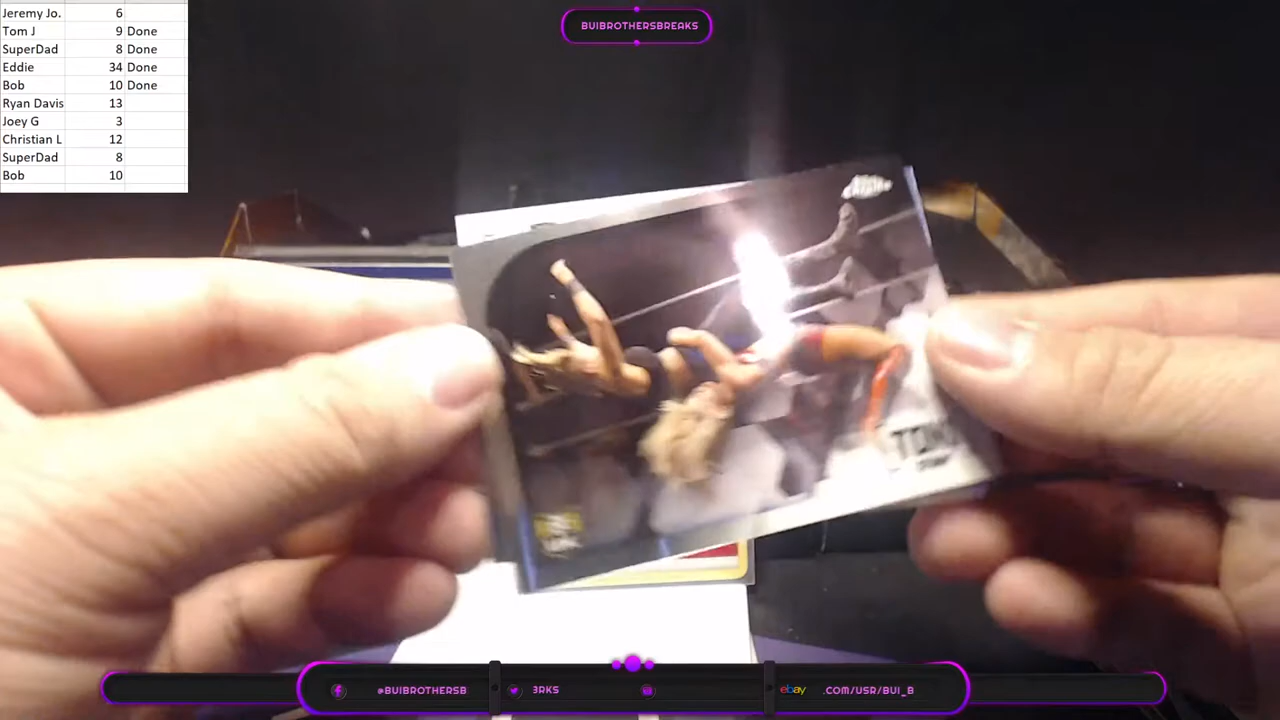 Jeremy Jo. 6
Tom J 9 Done
SuperDad 8 Done
Eddie 34 Done
Bob 10 Done
Ryan Davis 13
Joey G 3
Christian L 12
SuperDad 8
Bob 10
BUIBROTHERSBREAKS
@BUIBROTHERSB
3RKS
ebay
.COM/USR/BUI_B